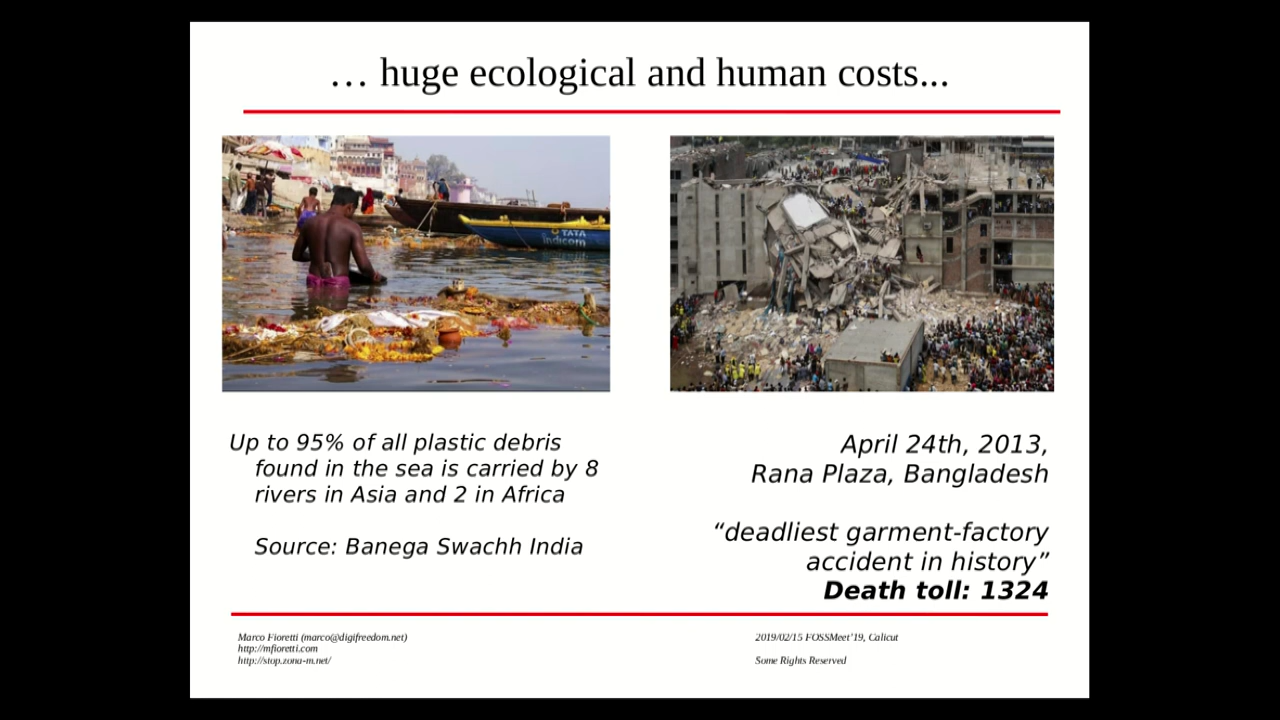 … huge ecological and human costs...
TATA
Indicom
Up to 95% of all plastic debris
found in the sea is carried by 8
rivers in Asia and 2 in Africa
Source: Banega Swachh India
April 24th, 2013,
Rana Plaza, Bangladesh
“deadliest garment-factory
accident in history”
Death toll: 1324
Marco Fioretti (marco@digifreedom.net)
http://mfioretti.com
http://stop.zona-m.net/
2019/02/15 FOSSMeet'19, Calicut
Some Rights Reserved